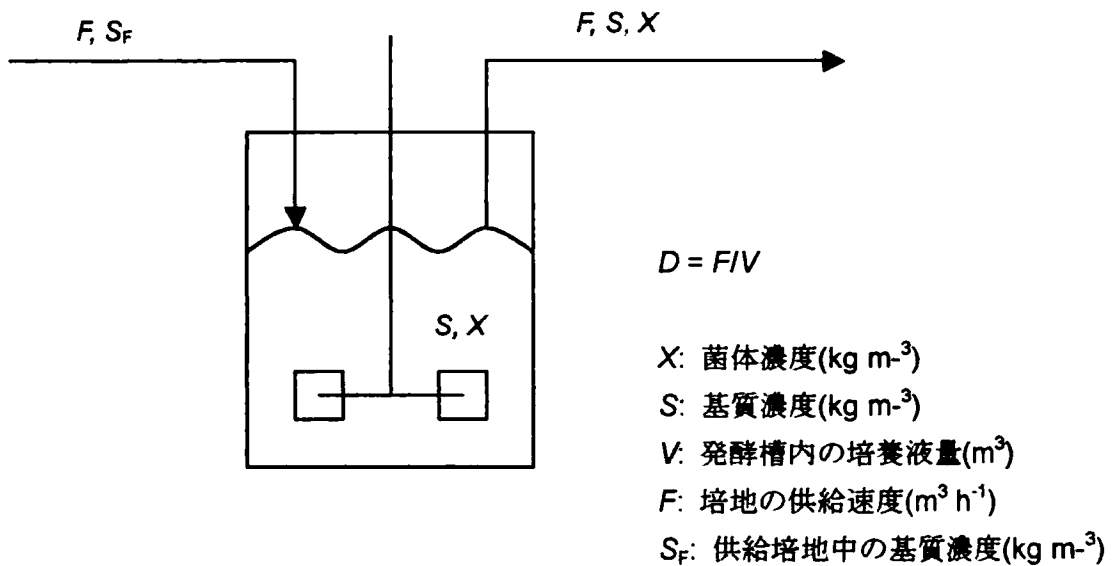 F, S_F
F, S, X
D = F/V
S, X
X: 菌体濃度(kg m-³)
S: 基質濃度(kg m-³)
V: 発酵槽内の培養液量(m³)
F: 培地の供給速度(m³ h⁻¹)
S_F: 供給培地中の基質濃度(kg m-³)